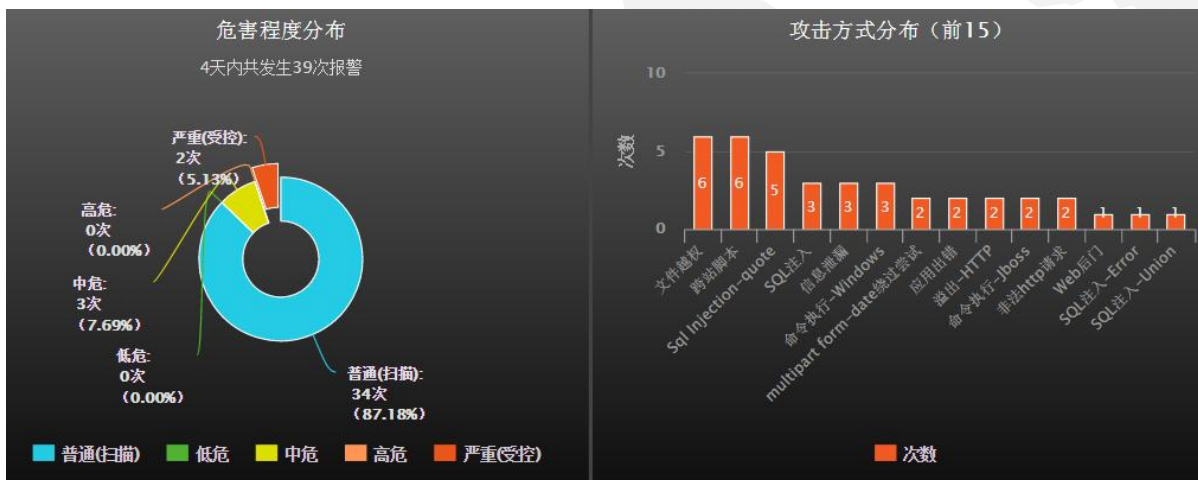 危害程度分布
4天内共发生39次报警
严重(受控):
2次
(5.13%)
高危:
0次
(0.00%)
中危:
3次
(7.69%)
低危:
0次
(0.00%)
普通(扫描):
34次
(87.18%)
普通(扫描) 低危 中危 高危 严重(受控)
攻击方式分布（前15）
次数
10
5
0
6 6 5 3 3 3 2 2 2 2 2 1 1 1
文件越权
跨站脚本
Sql Injection-quote
SQL注入
信息泄漏
命令执行-Windows
multipart form-date绕过尝试
应用出错
溢出-HTTP
命令执行-Jboss
非法http请求
Web后门
SQL注入-Error
SQL注入-Union
次数